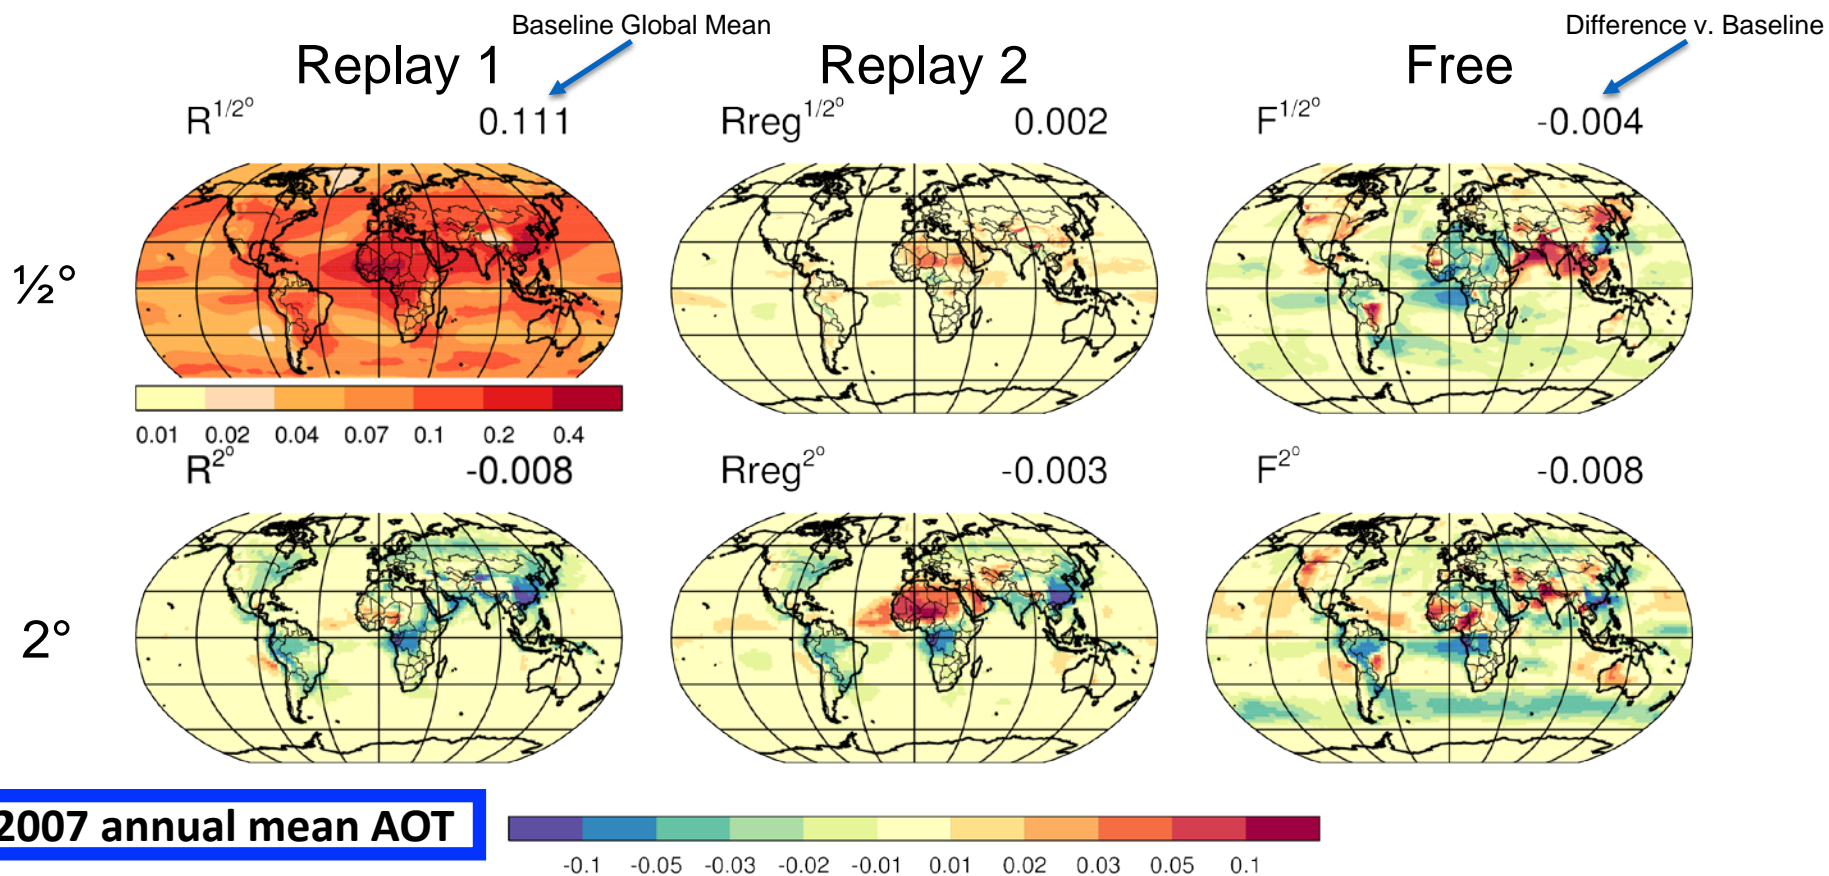 Baseline Global Mean
Difference v. Baseline
Replay 1
Replay 2
Free
R1/2° 0.111
Rreg1/2° 0.002
F1/2° -0.004
½°
0.01 0.02 0.04 0.07 0.1 0.2 0.4
R2° -0.008
Rreg2° -0.003
F2° -0.008
2°
2007 annual mean AOT
-0.1 -0.05 -0.03 -0.02 -0.01 0.01 0.02 0.03 0.05 0.1